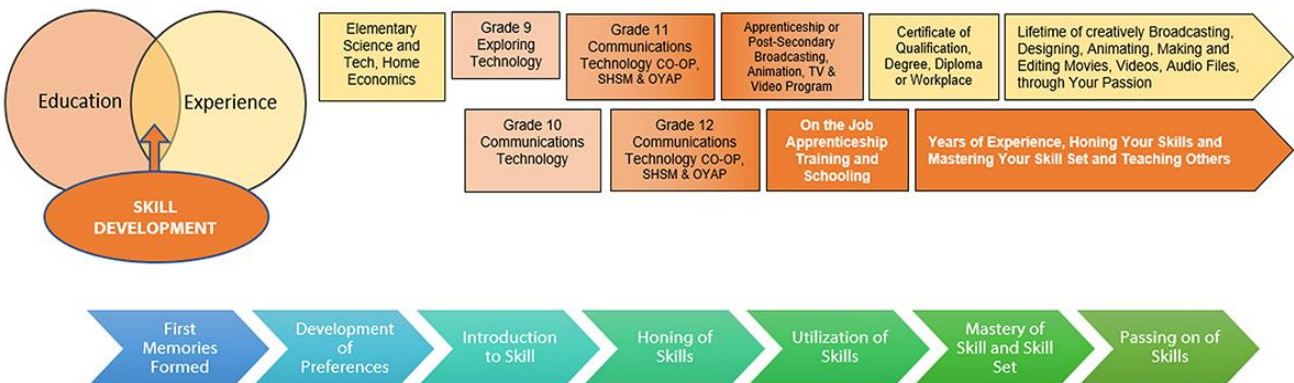 Education
Experience
SKILL
DEVELOPMENT
Elementary
Science and
Tech, Home
Economics
Grade 9
Exploring
Technology
Grade 11
Communications
Technology CO-OP,
SHSM & OYAP
Apprenticeship or
Post-Secondary
Broadcasting,
Animation, TV &
Video Program
Certificate of
Qualification,
Degree, Diploma
or Workplace
Lifetime of creatively Broadcasting,
Designing, Animating, Making and
Editing Movies, Videos, Audio Files,
through Your Passion
Grade 10
Communications
Technology
Grade 12
Communications
Technology CO-OP,
SHSM & OYAP
On the Job
Apprenticeship
Training and
Schooling
Years of Experience, Honing Your Skills and
Mastering Your Skill Set and Teaching Others
First
Memories
Formed
Development
of
Preferences
Introduction
to Skill
Honing of
Skills
Utilization of
Skills
Mastery of
Skill and Skill
Set
Passing on of
Skills